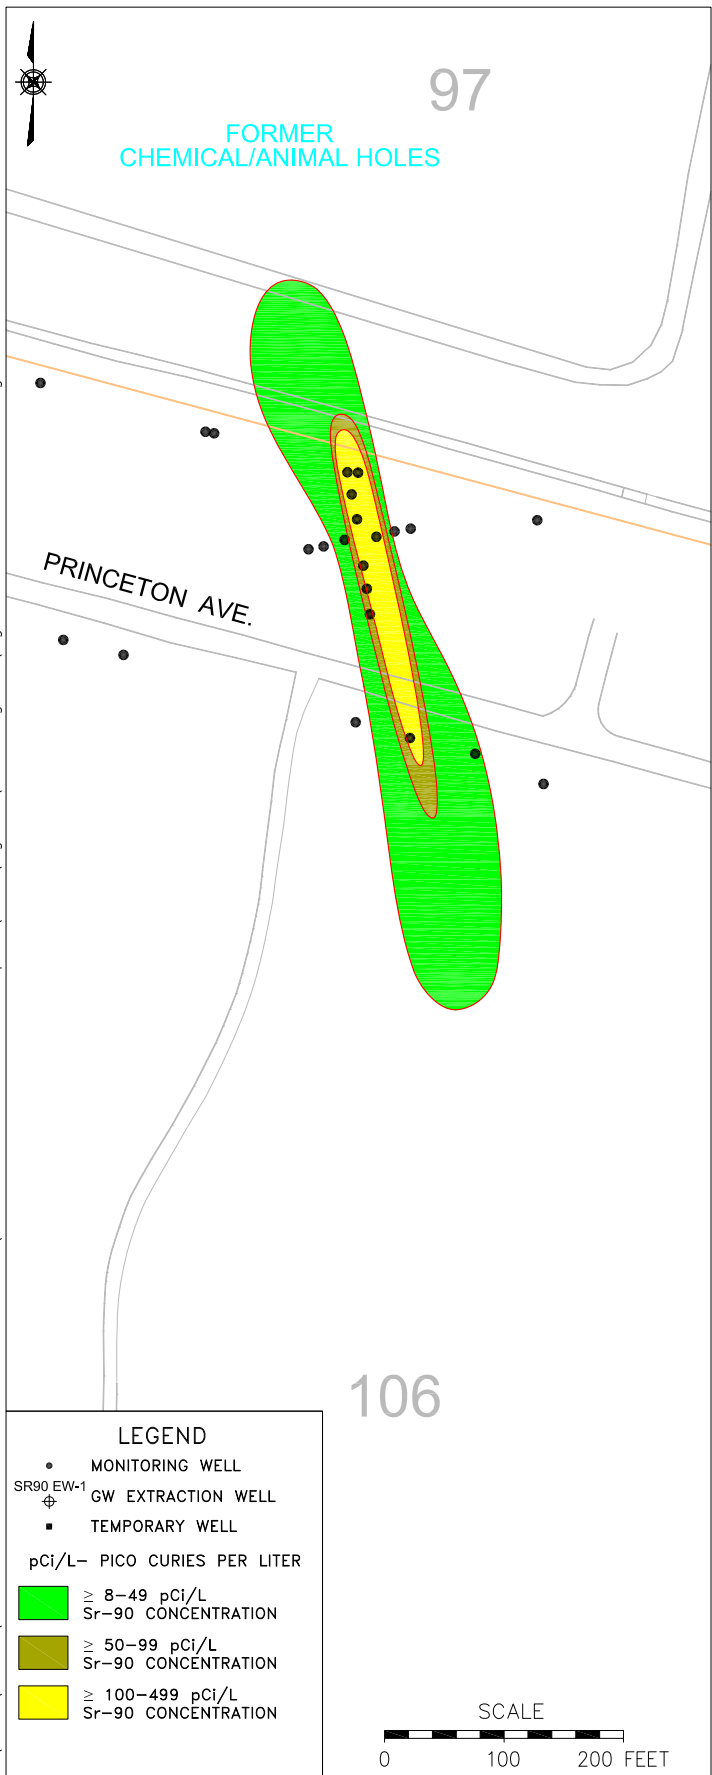 97
FORMER
CHEMICAL/ANIMAL HOLES
PRINCETON AVE.
106
LEGEND
MONITORING WELL
SR90 EW-1
GW EXTRACTION WELL
TEMPORARY WELL
pCi/L- PICO CURIES PER LITER
≥ 8-49 pCi/L
Sr-90 CONCENTRATION
≥ 50-99 pCi/L
Sr-90 CONCENTRATION
≥ 100-499 pCi/L
Sr-90 CONCENTRATION
SCALE
0 100 200 FEET